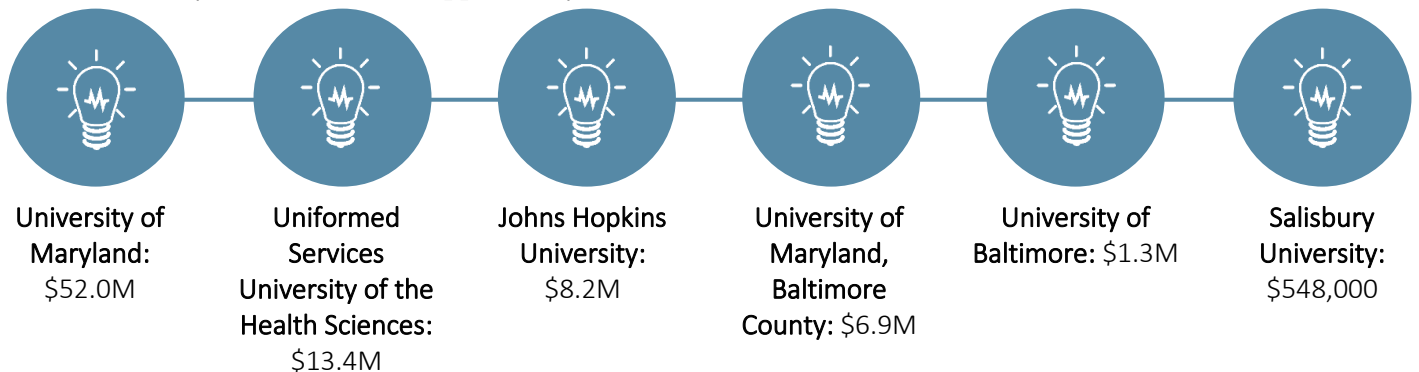 University of
Maryland:
$52.0M
Uniformed
Services
University of the
Health Sciences:
$13.4M
Johns Hopkins
University:
$8.2M
University of
Maryland,
Baltimore
County: $6.9M
University of
Baltimore: $1.3M
Salisbury
University:
$548,000